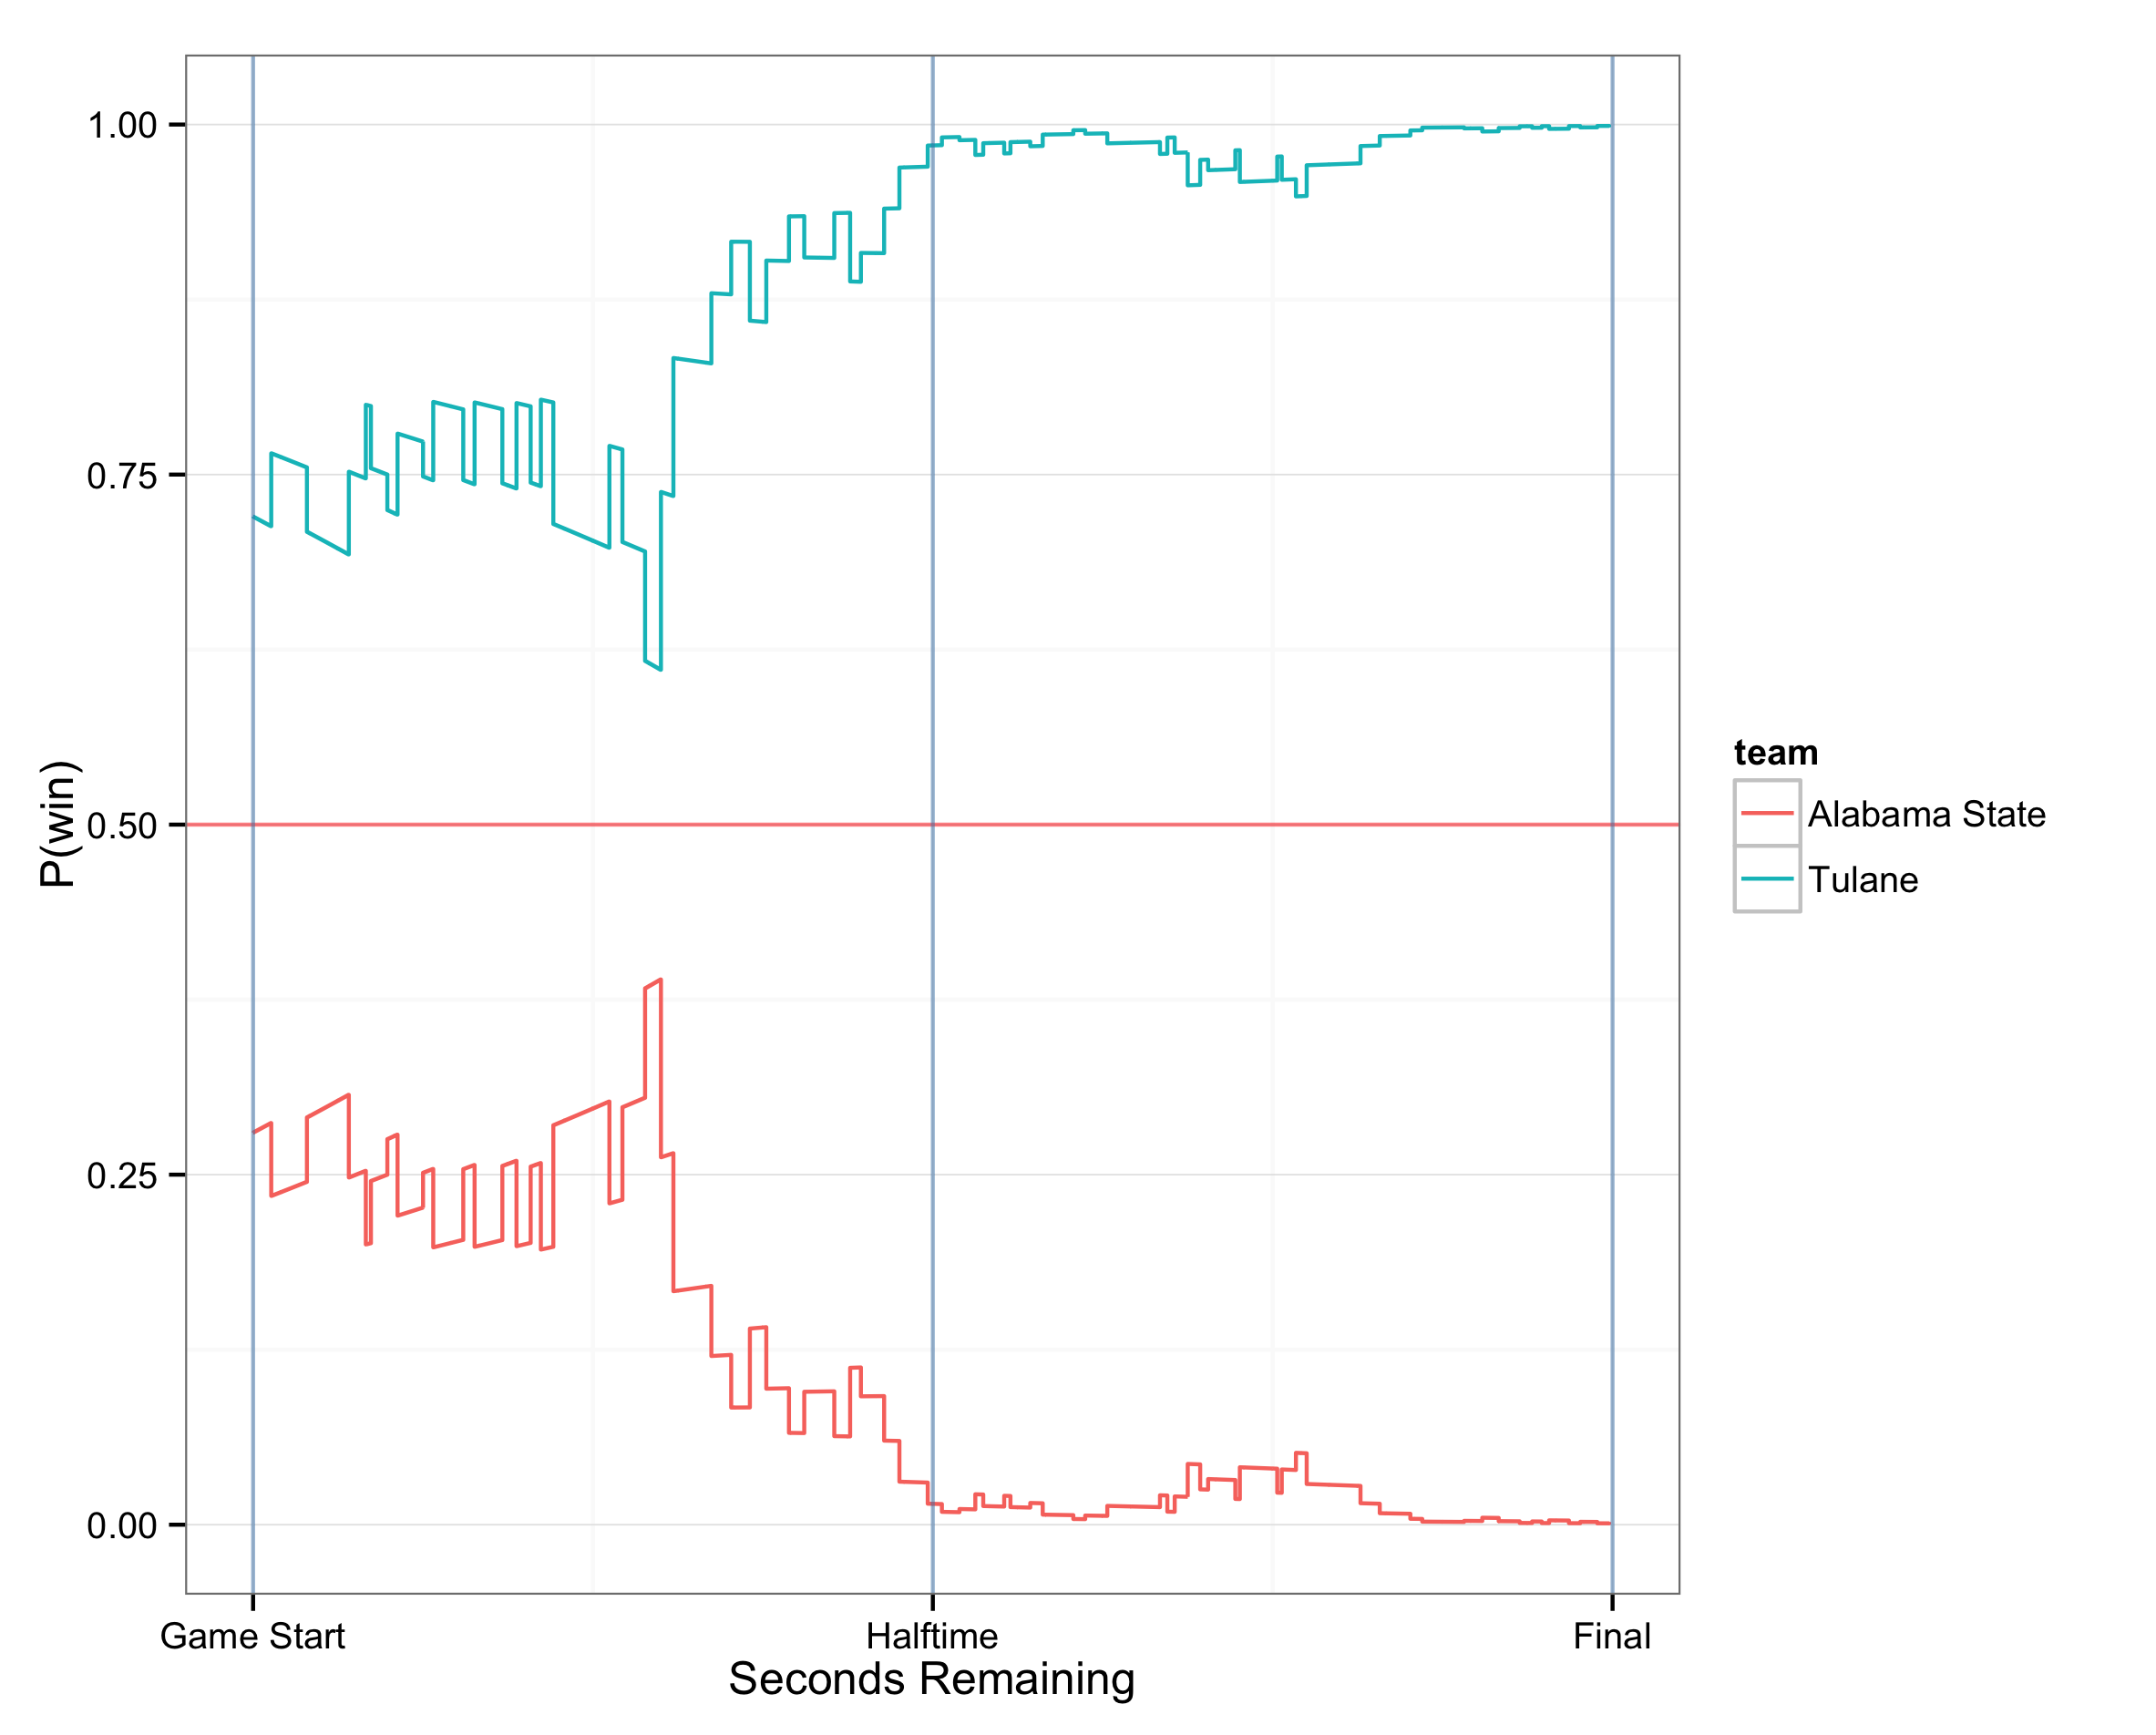 P(win)
1.00
0.75
0.50
0.25
0.00
Game Start
Halftime
Final
Seconds Remaining
team
Alabama State
Tulane